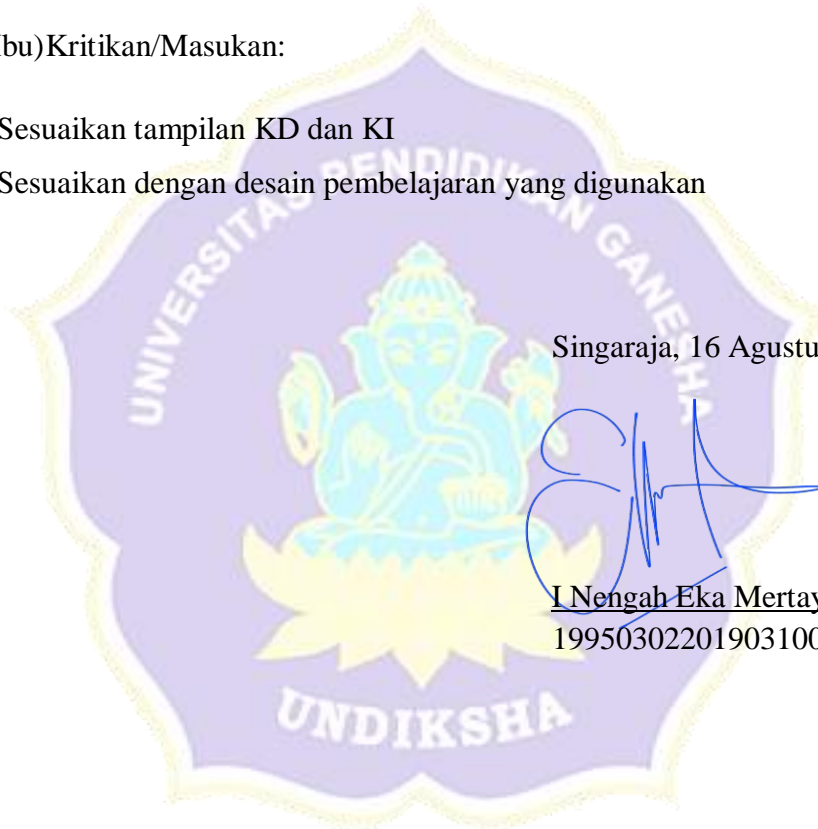 bu)Kritikan/Masukan:
Sesuaikan tampilan KD dan KI
Sesuaikan dengan desain pembelajaran yang digunakan
UNIVERSITAS PENDIDIKAN GANESHA
Singaraja, 16 Agustu
I Nengah Eka Mertay
19950302201903100
UNDIKSHA